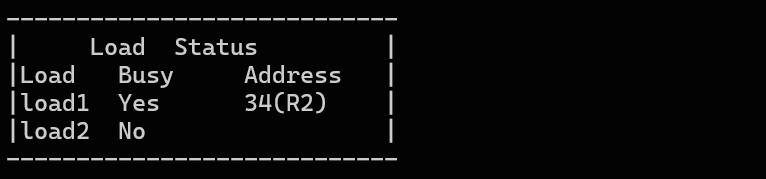 ----------------------------
|     Load  Status         |
|Load   Busy     Address   |
|load1  Yes      34(R2)    |
|load2  No                 |
----------------------------